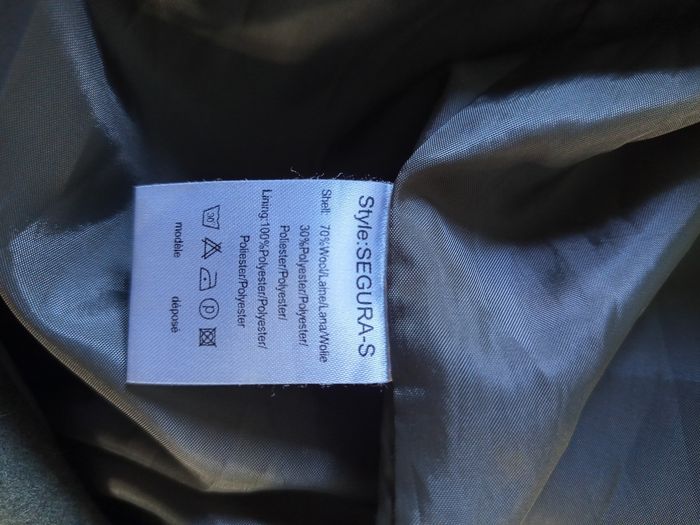 Style:SEGURA-S
Shell: 70%Wool/Laine/Lana/Wolle
30%Polyester/Polyester/
Poliester/Polyester/
Lining:100%Polyester/Polyester/
Poliester/Polyester
30 P
modèle déposé